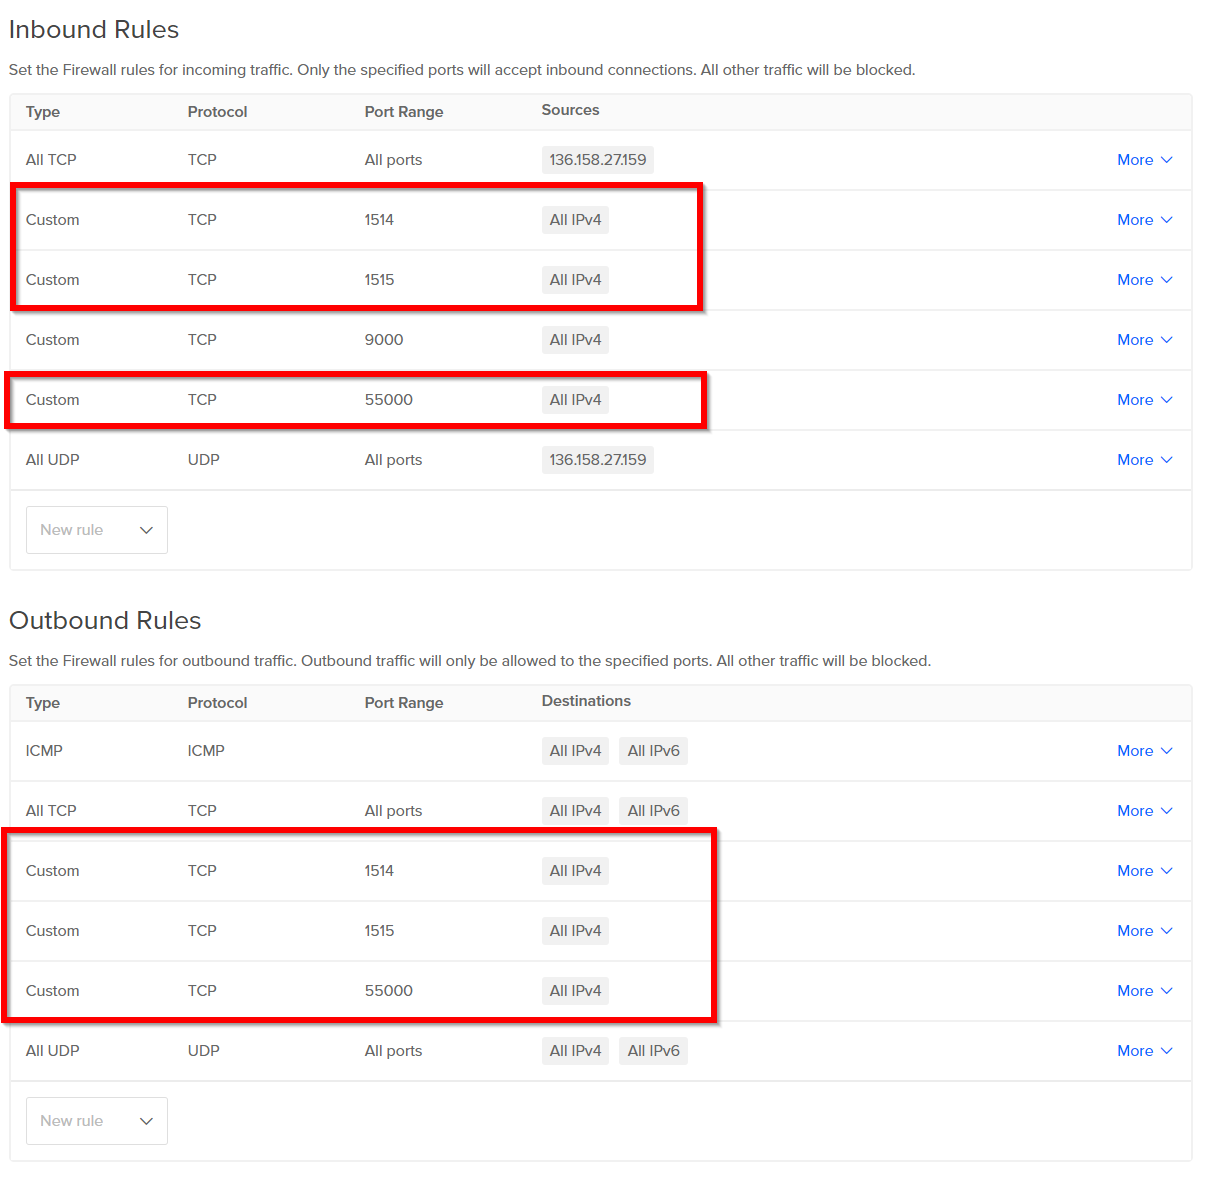 Inbound Rules
Set the Firewall rules for incoming traffic. Only the specified ports will accept inbound connections. All other traffic will be blocked.
Type Protocol Port Range Sources
All TCP TCP All ports 136.158.27.159 More
Custom TCP 1514 All IPv4 More
Custom TCP 1515 All IPv4 More
Custom TCP 9000 All IPv4 More
Custom TCP 55000 All IPv4 More
All UDP UDP All ports 136.158.27.159 More
New rule
Outbound Rules
Set the Firewall rules for outbound traffic. Outbound traffic will only be allowed to the specified ports. All other traffic will be blocked.
Type Protocol Port Range Destinations
ICMP ICMP All IPv4 All IPv6 More
All TCP TCP All ports All IPv4 All IPv6 More
Custom TCP 1514 All IPv4 More
Custom TCP 1515 All IPv4 More
Custom TCP 55000 All IPv4 More
All UDP UDP All ports All IPv4 All IPv6 More
New rule